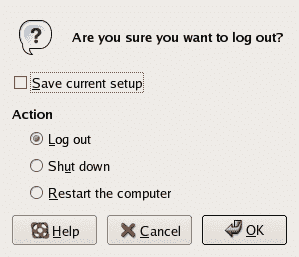 Are you sure you want to log out?
Save current setup
Action
Log out
Shut down
Restart the computer
Help Cancel OK